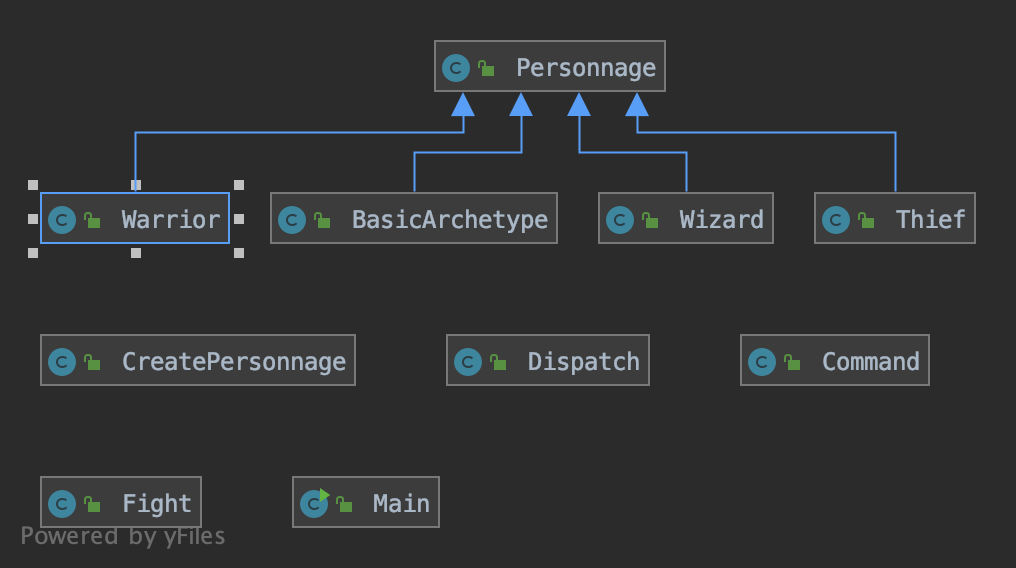 Personnage
Warrior
BasicArchetype
Wizard
Thief
CreatePersonnage
Dispatch
Command
Fight
Main
Powered by yFiles